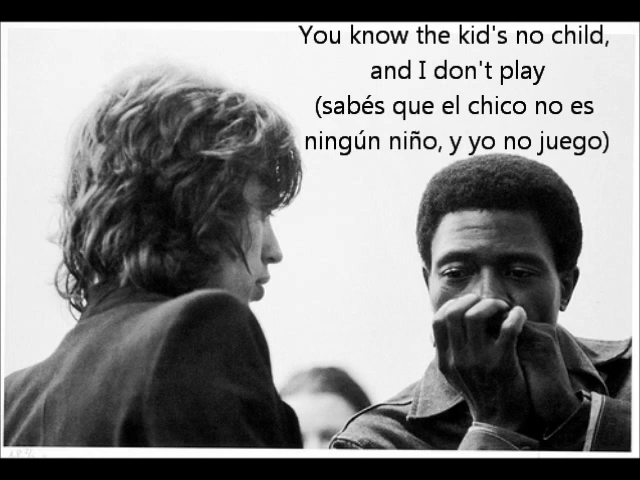 You know the kid's no child,
and I don't play
(sabés que el chico no es
ningún niño, y yo no juego)